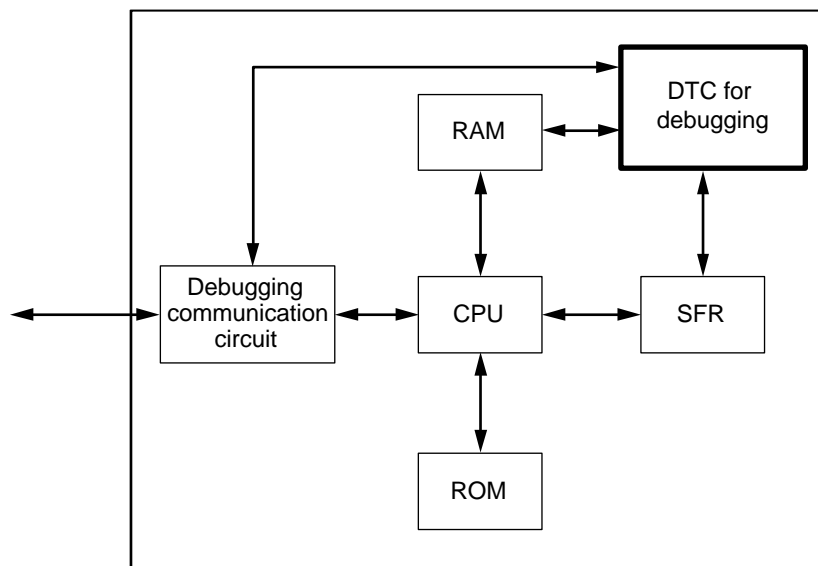 DTC for
debugging
RAM
Debugging
communication
circuit
CPU
SFR
ROM